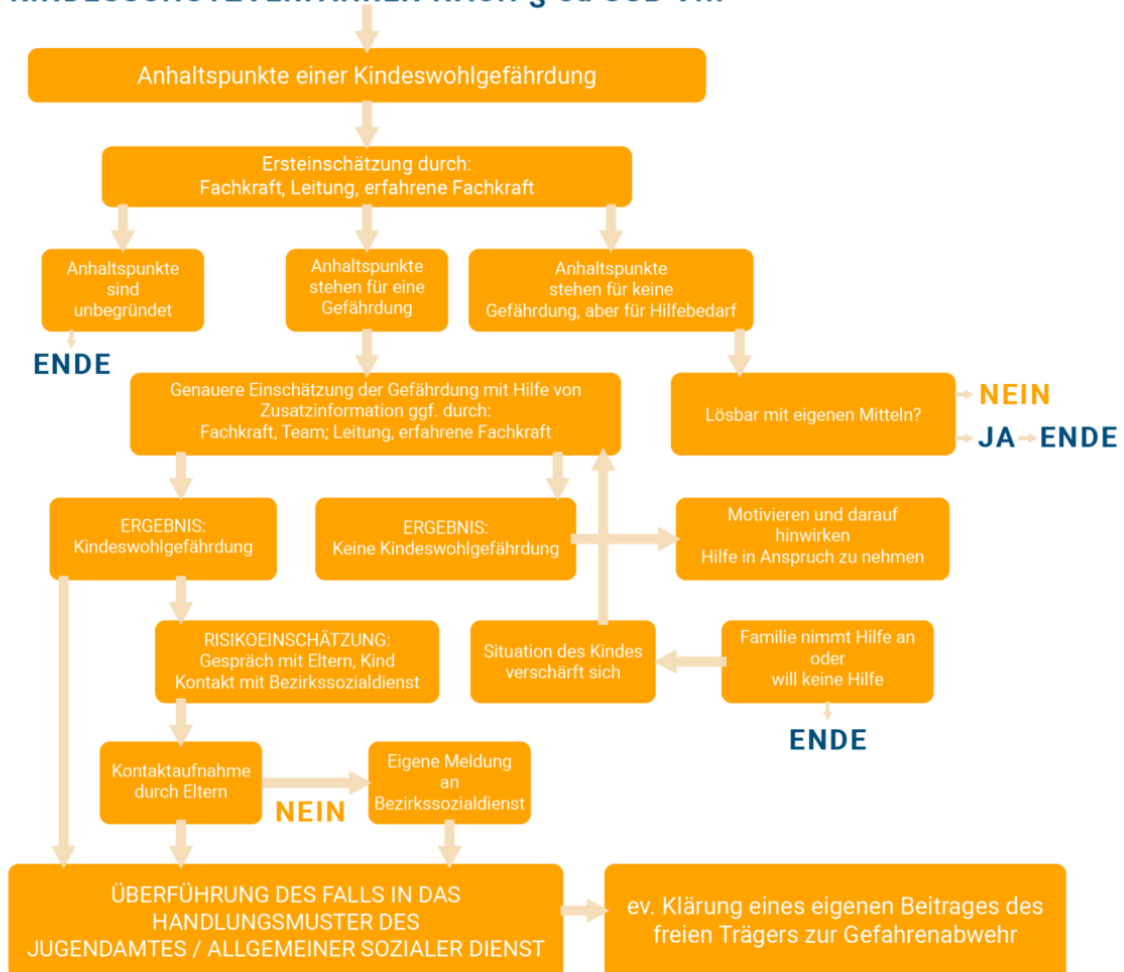 KINDESSCHUTZVERFAHREN NACH § 8a SGB VIII
Anhaltspunkte einer Kindeswohlgefährdung
Ersteinschätzung durch:
Fachkraft, Leitung, erfahrene Fachkraft
Anhaltspunkte
sind
unbegründet
Anhaltspunkte
stehen für eine
Gefährdung
Anhaltspunkte
stehen für keine
Gefährdung, aber für Hilfebedarf
ENDE
Genauere Einschätzung der Gefährdung mit Hilfe von
Zusatzinformation ggf. durch:
Fachkraft, Team; Leitung, erfahrene Fachkraft
Lösbar mit eigenen Mitteln?
NEIN
JA
ENDE
ERGEBNIS:
Kindeswohlgefährdung
ERGEBNIS:
Keine Kindeswohlgefährdung
Motivieren und darauf
hinwirken
Hilfe in Anspruch zu nehmen
RISIKOEINSCHÄTZUNG:
Gespräch mit Eltern, Kind
Kontakt mit Bezirkssozialdienst
Situation des Kindes
verschärft sich
Familie nimmt Hilfe an
oder
will keine Hilfe
ENDE
Kontaktaufnahme
durch Eltern
NEIN
Eigene Meldung
an
Bezirkssozialdienst
ÜBERFÜHRUNG DES FALLS IN DAS
HANDLUNGSMUSTER DES
JUGENDAMTES / ALLGEMEINER SOZIALER DIENST
ev. Klärung eines eigenen Beitrages des
freien Trägers zur Gefahrenabwehr